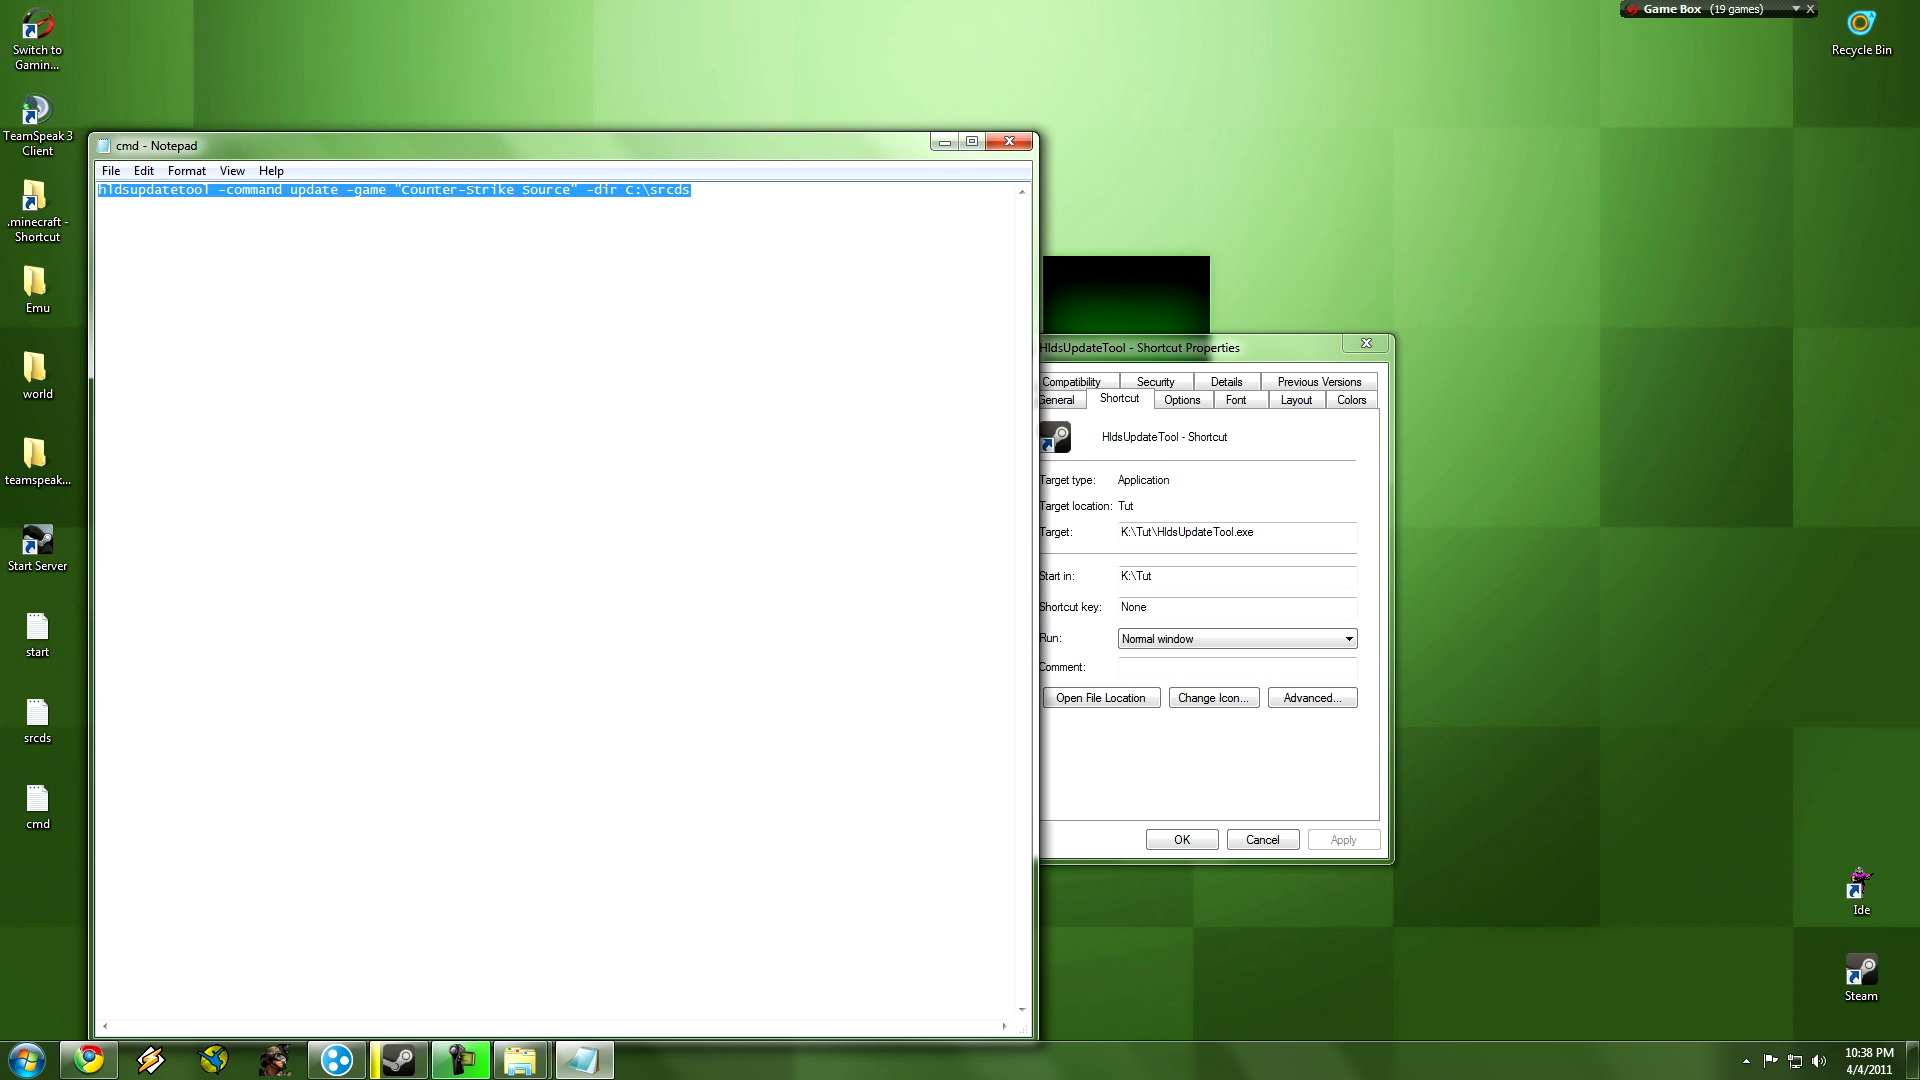 Switch to
Gamin...
TeamSpeak 3
Client
.minecraft -
Shortcut
Emu
world
teamspeak...
Start Server
start
srcds
cmd
Game Box (19 games)
Recycle Bin
cmd - Notepad
File Edit Format View Help
hldsupdatetool -command update -game "Counter-Strike Source" -dir C:\srcds
HldsUpdateTool - Shortcut Properties
Compatibility Security Details Previous Versions
General Shortcut Options Font Layout Colors
HldsUpdateTool - Shortcut
Target type: Application
Target location: Tut
Target: K:\Tut\HldsUpdateTool.exe
Start in: K:\Tut
Shortcut key: None
Run: Normal window
Comment:
Open File Location Change Icon... Advanced...
OK Cancel Apply
Ide
Steam
10:38 PM
4/4/2011